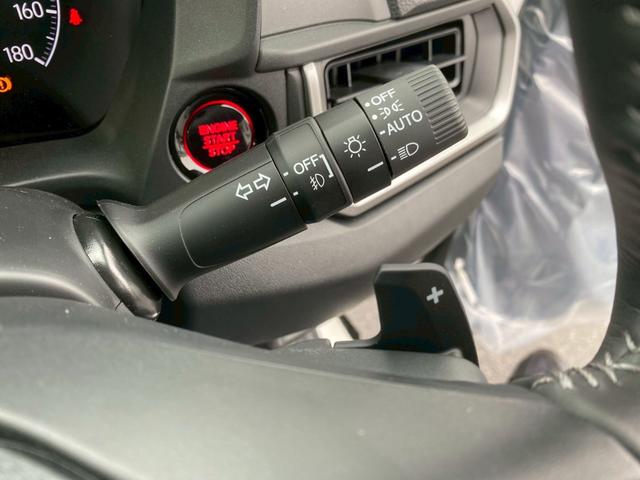 160
180
ENGINE
START
STOP
OFF
AUTO
OFF
+